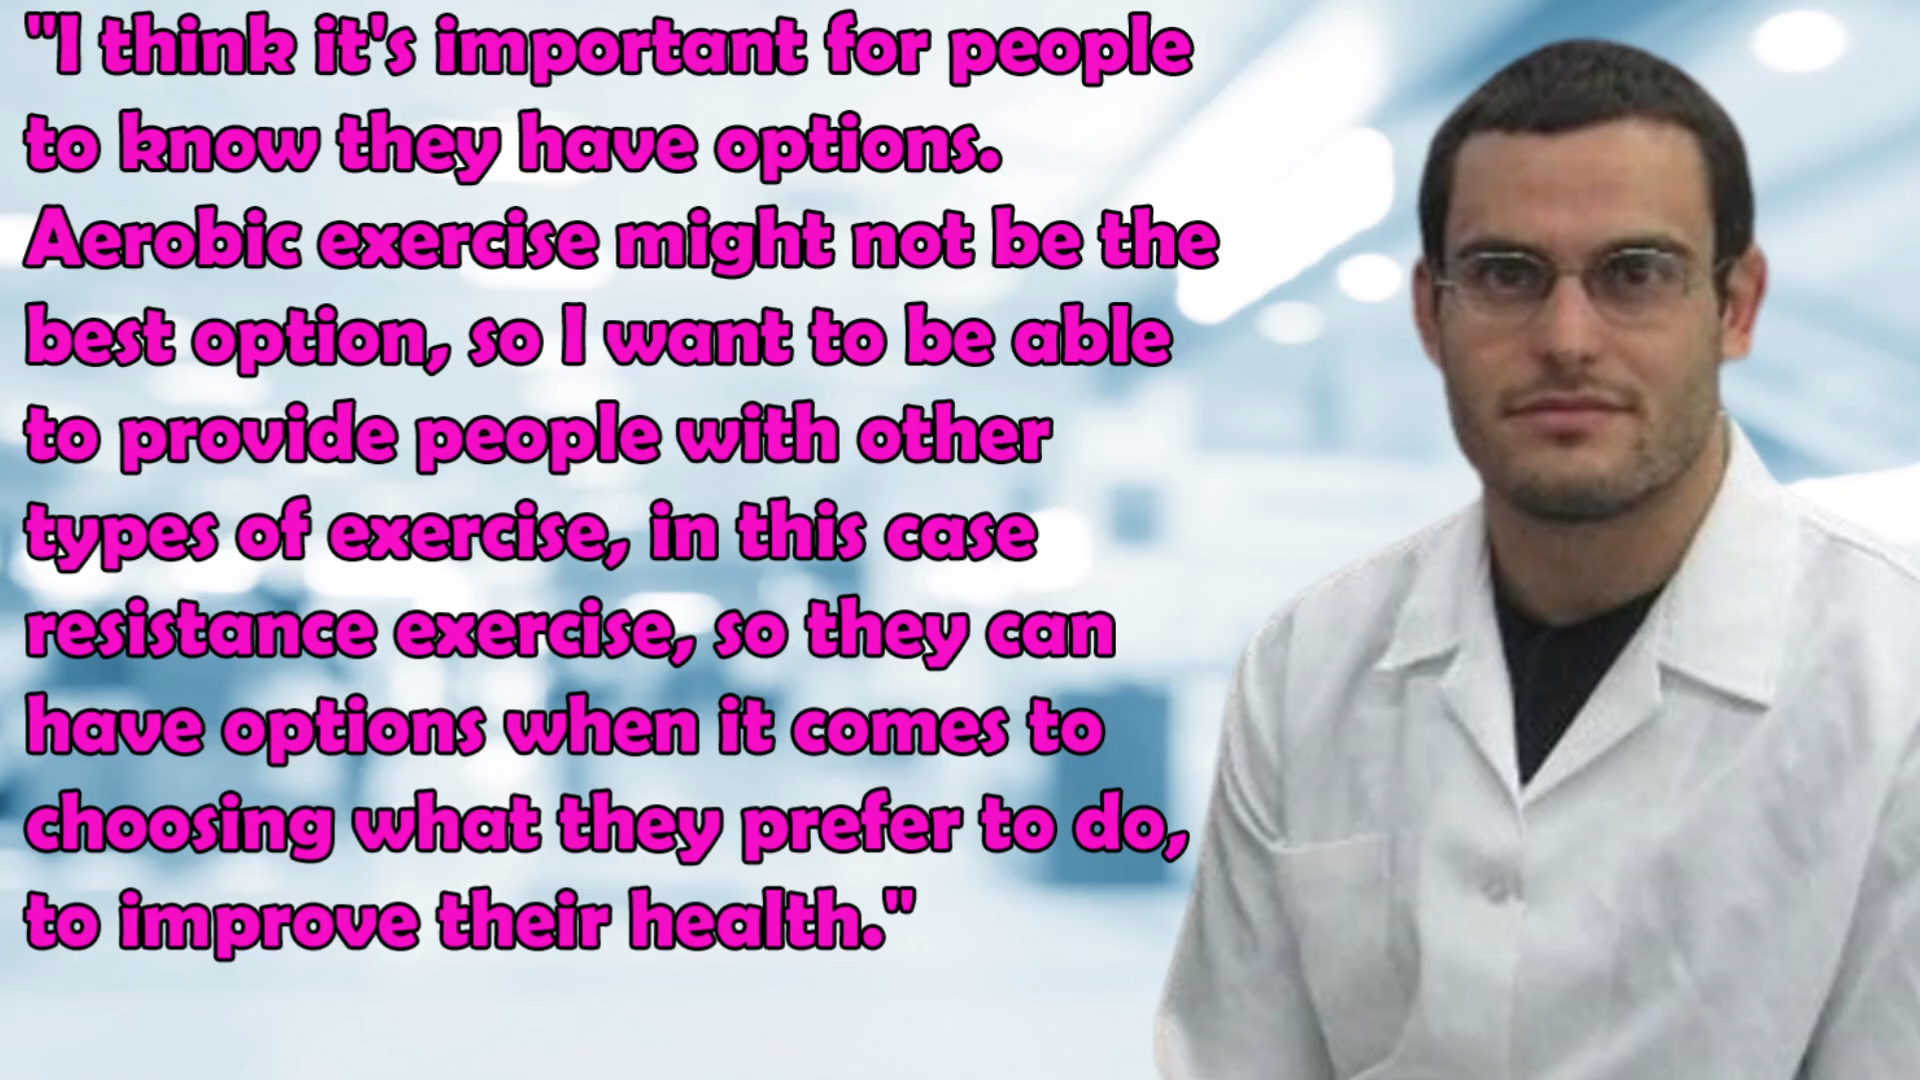 "I think it's important for people
to know they have options.
Aerobic exercise might not be the
best option, so I want to be able
to provide people with other
types of exercise, in this case
resistance exercise, so they can
have options when it comes to
choosing what they prefer to do,
to improve their health."